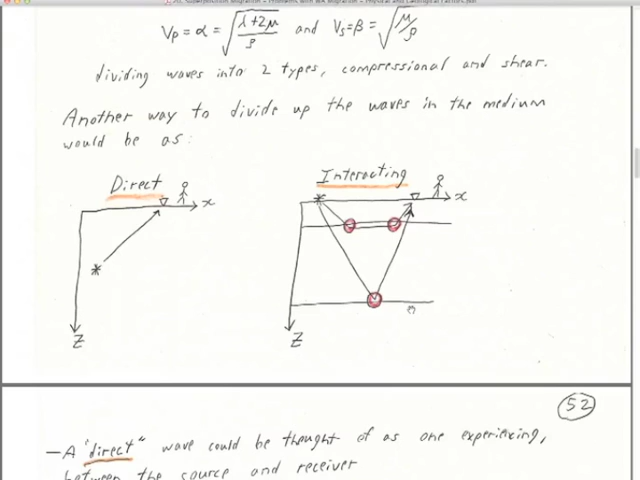 Vp = α = √(λ+2μ / ρ) and Vs = β = √(μ/ρ)
dividing waves into 2 types, compressional and shear.
Another way to divide up the waves in the medium
would be as:
Direct
Interacting
x
x
z
z
52
— A "direct" wave could be thought of as one experiencing,
between the source and receiver